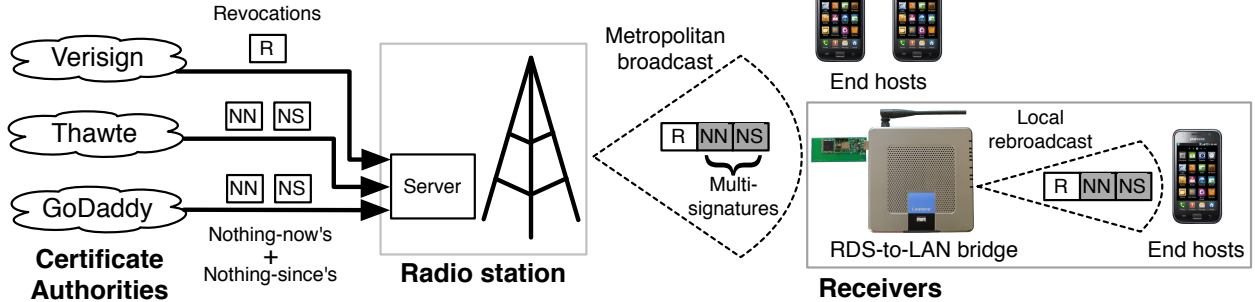 Revocations
Verisign
R
Thawte
NN NS
GoDaddy
NN NS
Nothing-now's
+
Nothing-since's
Certificate
Authorities
Server
Radio station
Metropolitan
broadcast
R NN NS
Multi-
signatures
End hosts
Local
rebroadcast
R NN NS
RDS-to-LAN bridge
End hosts
Receivers